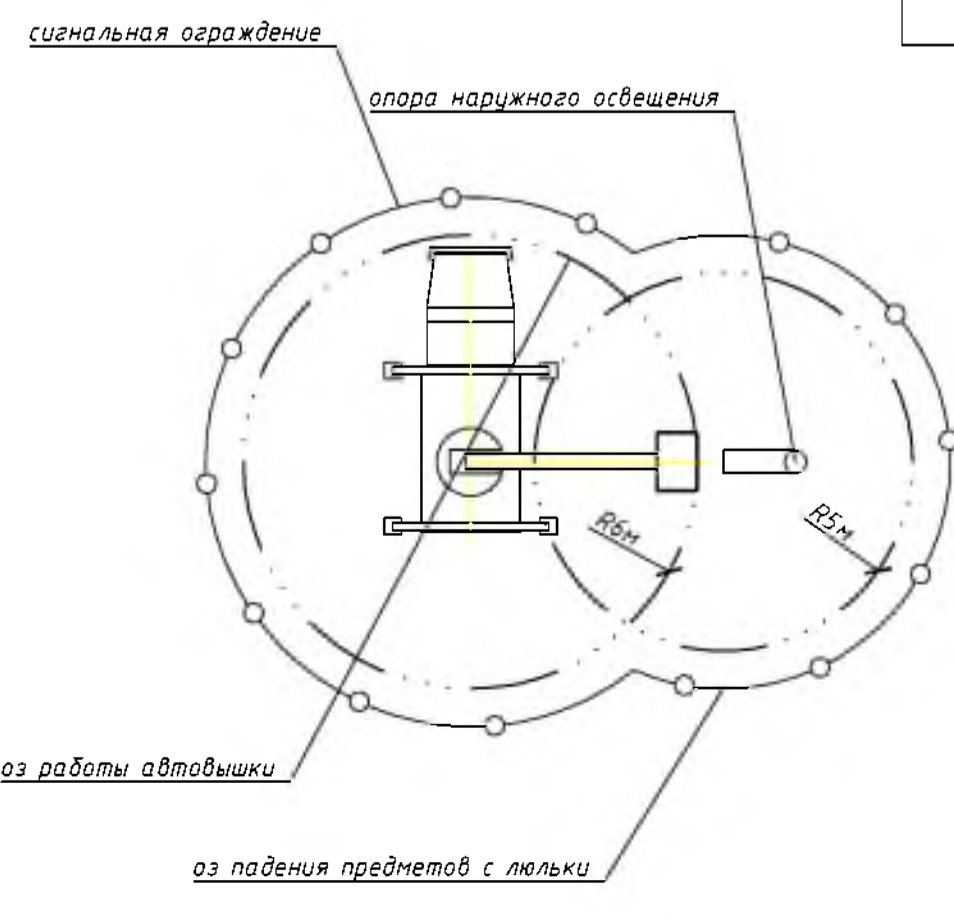 сигнальная ограждение
опора наружного освещения
R6м
R5м
оз работы автовышки
оз падения предметов с люльки